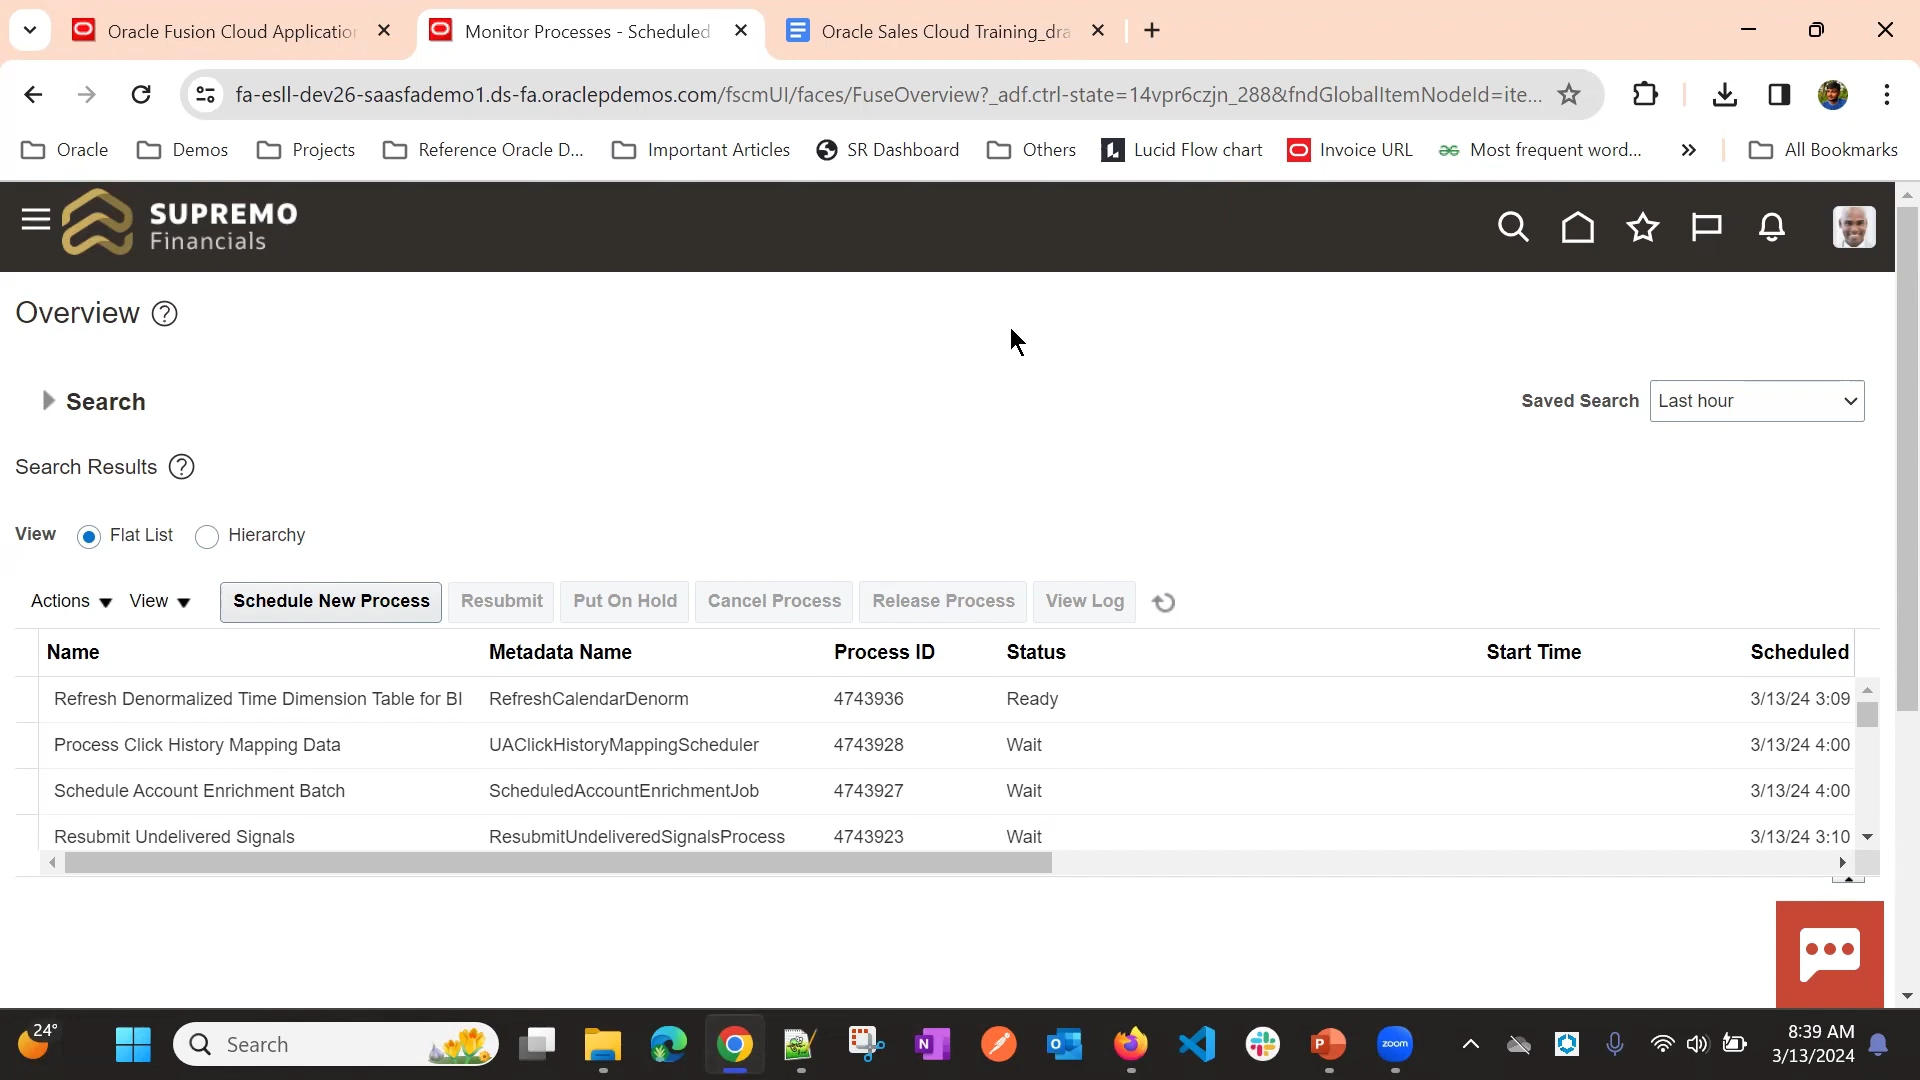 Oracle Fusion Cloud Application
Monitor Processes - Scheduled
Oracle Sales Cloud Training_dra
fa-esll-dev26-saasfademo1.ds-fa.oraclepdemos.com/fscmUI/faces/FuseOverview?_adf.ctrl-state=14vpr6czjn_288&fndGlobalItemNodeId=ite...
Oracle Demos Projects Reference Oracle D... Important Articles SR Dashboard Others Lucid Flow chart Invoice URL Most frequent word... » All Bookmarks
SUPREMO
Financials
Overview ?
Search
Saved Search Last hour
Search Results ?
View Flat List Hierarchy
Actions View Schedule New Process Resubmit Put On Hold Cancel Process Release Process View Log
Name Metadata Name Process ID Status Start Time Scheduled
Refresh Denormalized Time Dimension Table for BI RefreshCalendarDenorm 4743936 Ready 3/13/24 3:09
Process Click History Mapping Data UAClickHistoryMappingScheduler 4743928 Wait 3/13/24 4:00
Schedule Account Enrichment Batch ScheduledAccountEnrichmentJob 4743927 Wait 3/13/24 4:00
Resubmit Undelivered Signals ResubmitUndeliveredSignalsProcess 4743923 Wait 3/13/24 3:10
24°
Search
zoom
8:39 AM
3/13/2024